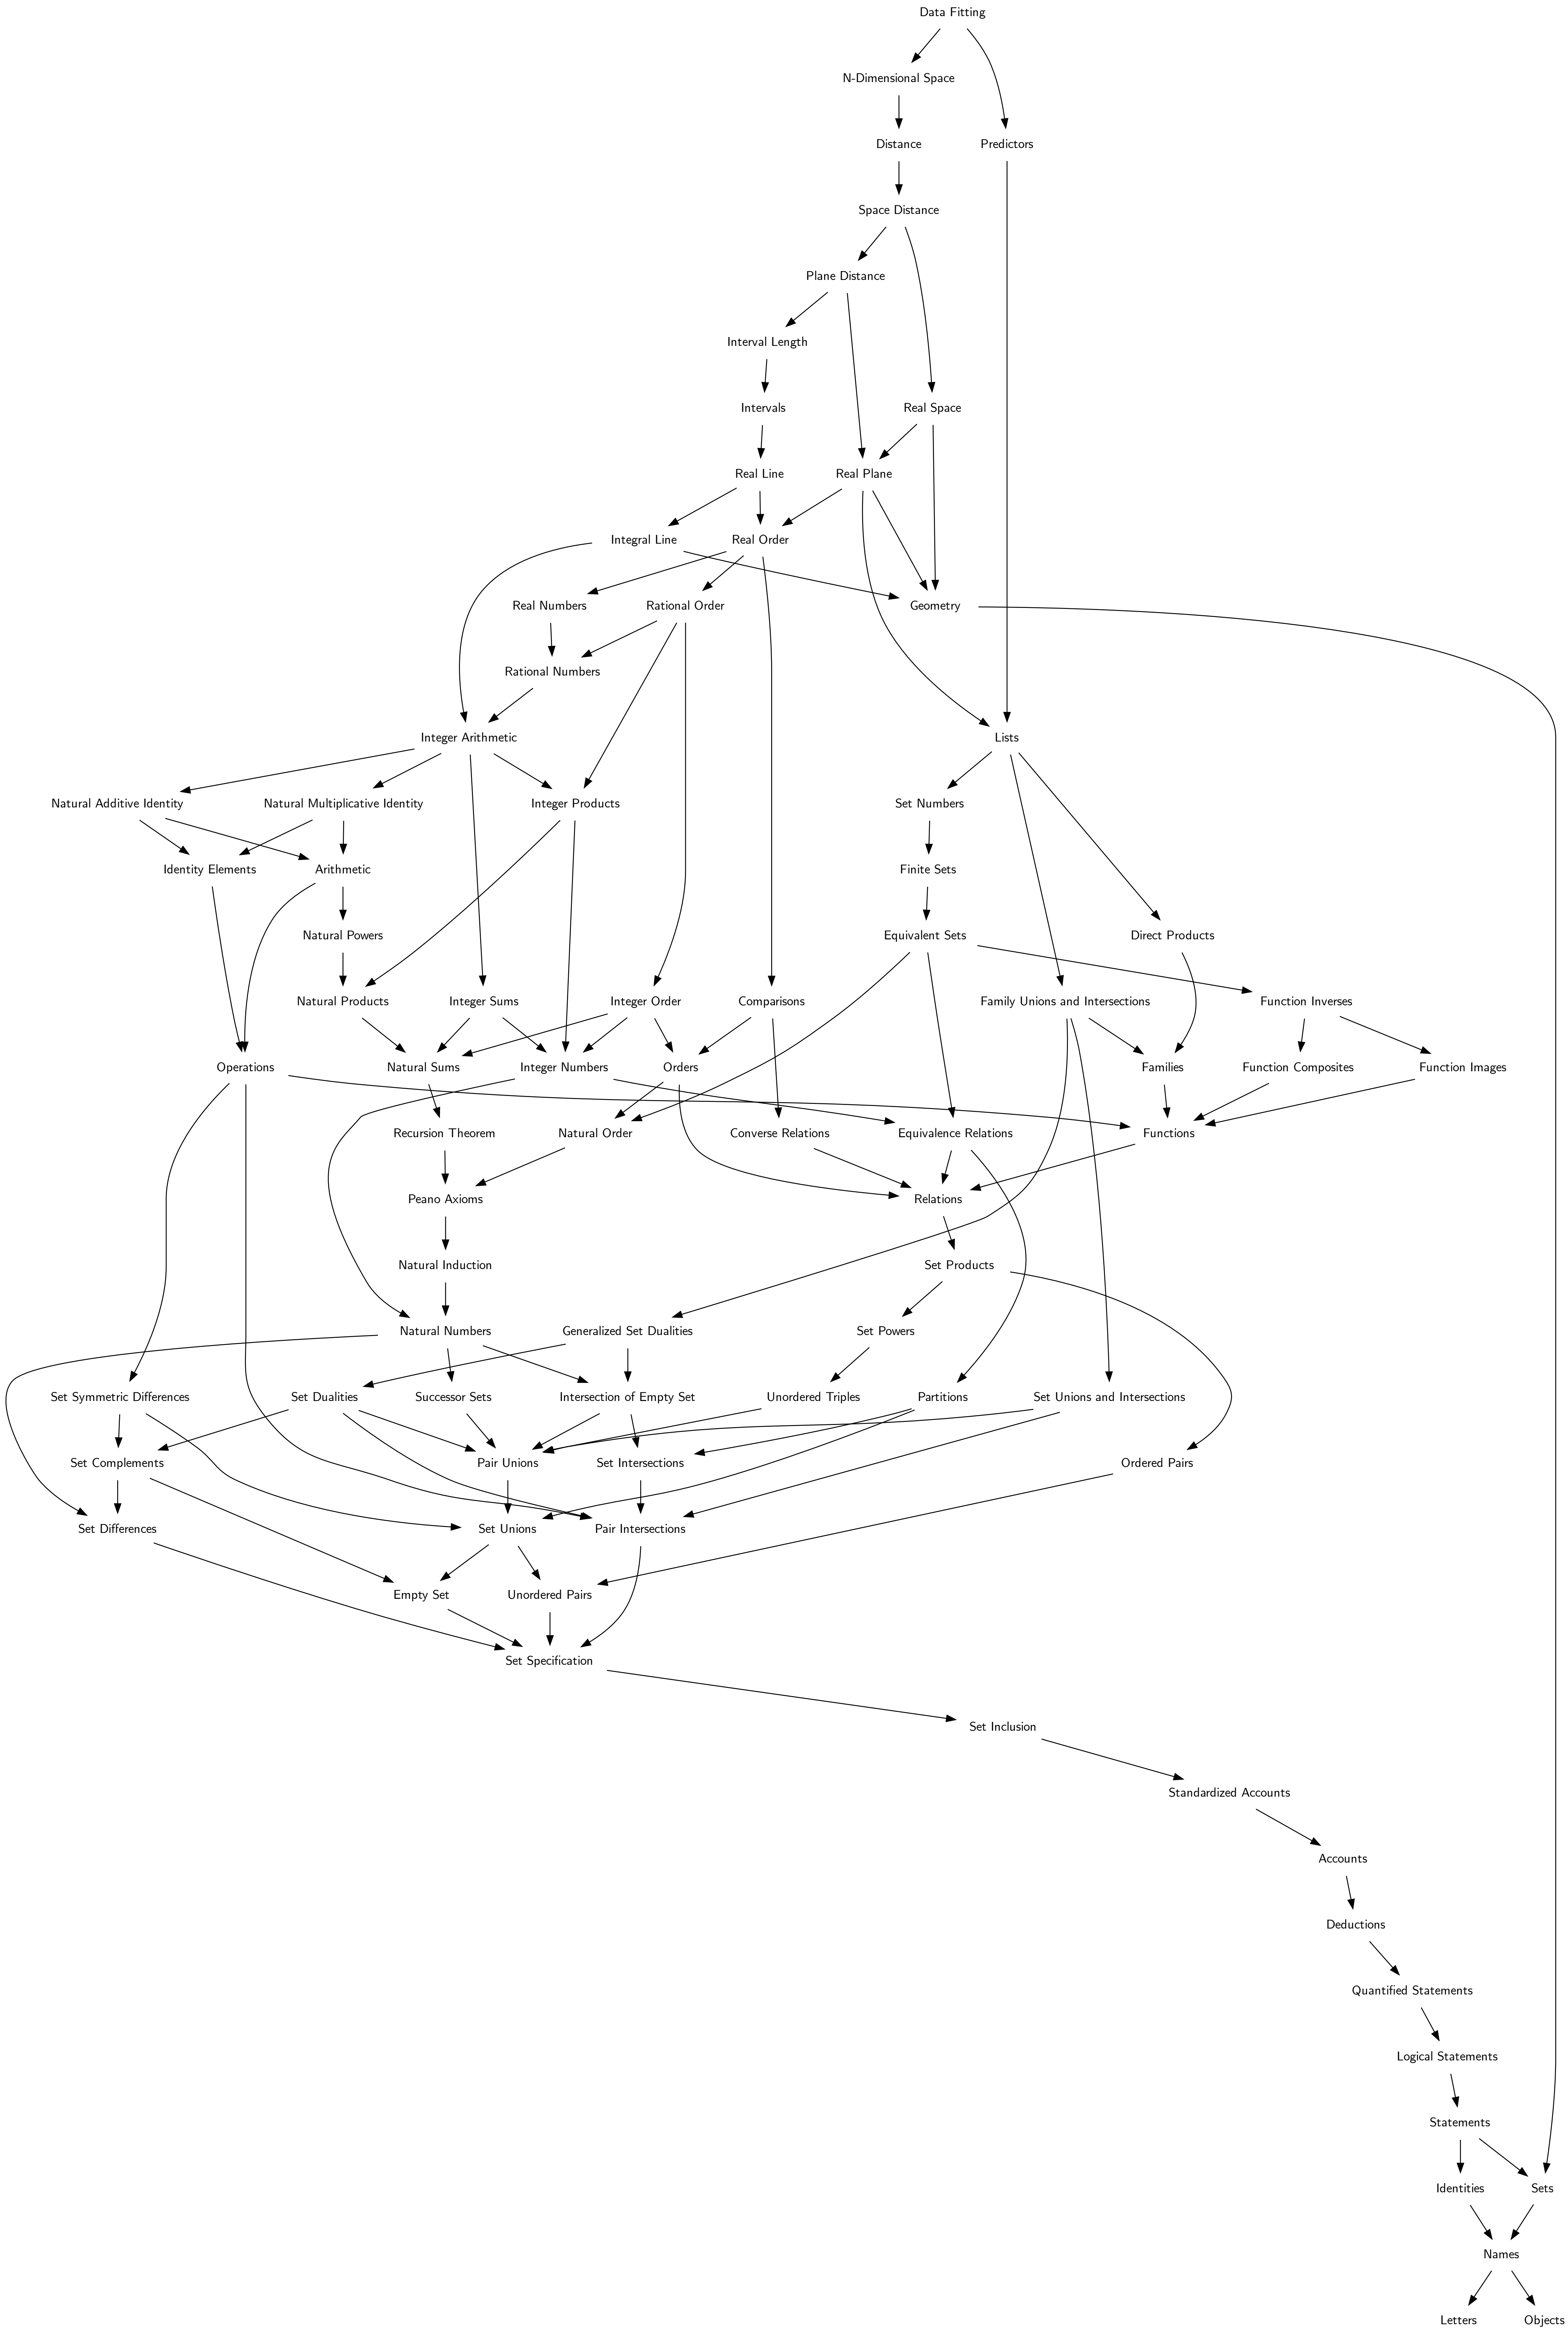 Data Fitting
N-Dimensional Space
Distance
Predictors
Space Distance
Plane Distance
Interval Length
Intervals
Real Space
Real Line
Real Plane
Integral Line
Real Order
Real Numbers
Rational Order
Geometry
Rational Numbers
Integer Arithmetic
Lists
Natural Additive Identity
Natural Multiplicative Identity
Integer Products
Set Numbers
Identity Elements
Arithmetic
Finite Sets
Natural Powers
Equivalent Sets
Direct Products
Natural Products
Integer Sums
Integer Order
Comparisons
Family Unions and Intersections
Function Inverses
Operations
Natural Sums
Integer Numbers
Orders
Families
Function Composites
Function Images
Recursion Theorem
Natural Order
Converse Relations
Equivalence Relations
Functions
Peano Axioms
Relations
Natural Induction
Set Products
Natural Numbers
Generalized Set Dualities
Set Powers
Set Symmetric Differences
Set Dualities
Successor Sets
Intersection of Empty Set
Unordered Triples
Partitions
Set Unions and Intersections
Set Complements
Pair Unions
Set Intersections
Ordered Pairs
Set Differences
Set Unions
Pair Intersections
Empty Set
Unordered Pairs
Set Specification
Set Inclusion
Standardized Accounts
Accounts
Deductions
Quantified Statements
Logical Statements
Statements
Identities
Sets
Names
Letters
Objects